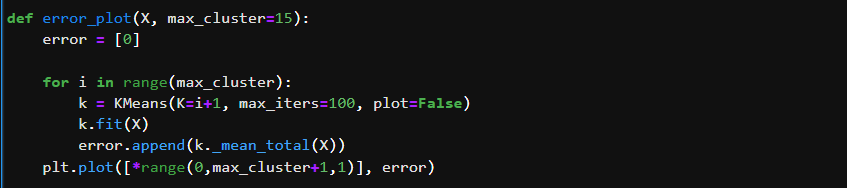 def error_plot(X, max_cluster=15):
    error = [0]

    for i in range(max_cluster):
        k = KMeans(K=i+1, max_iters=100, plot=False)
        k.fit(X)
        error.append(k._mean_total(X))
    plt.plot([*range(0,max_cluster+1,1)], error)